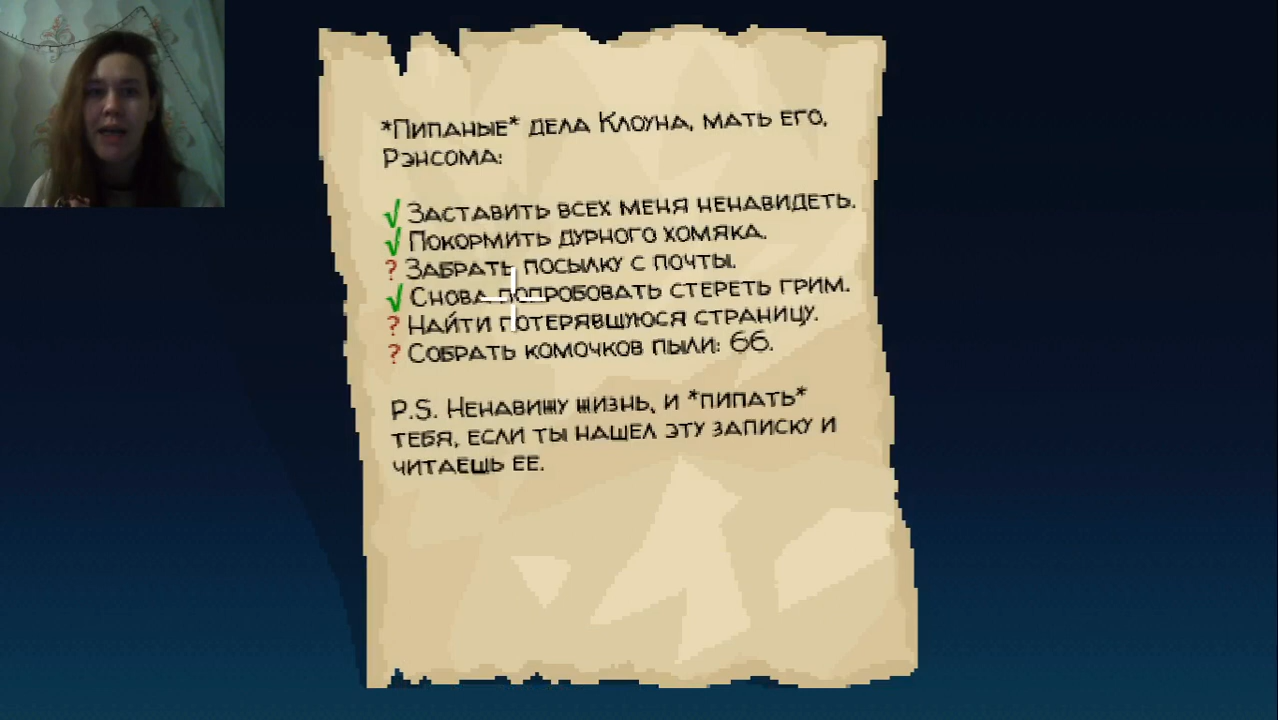 *Пипаные* дела Клоуна, мать его,
Рэнсома:
√ Заставить всех меня ненавидеть.
√ Покормить дурного хомяка.
? Забрать посылку с почты.
√ Снова попробовать стереть грим.
? Найти потерявшуюся страницу.
? Собрать комочков пыли: 66.
P.S. Ненавижу жизнь, и *пипать*
тебя, если ты нашел эту записку и
читаешь ее.